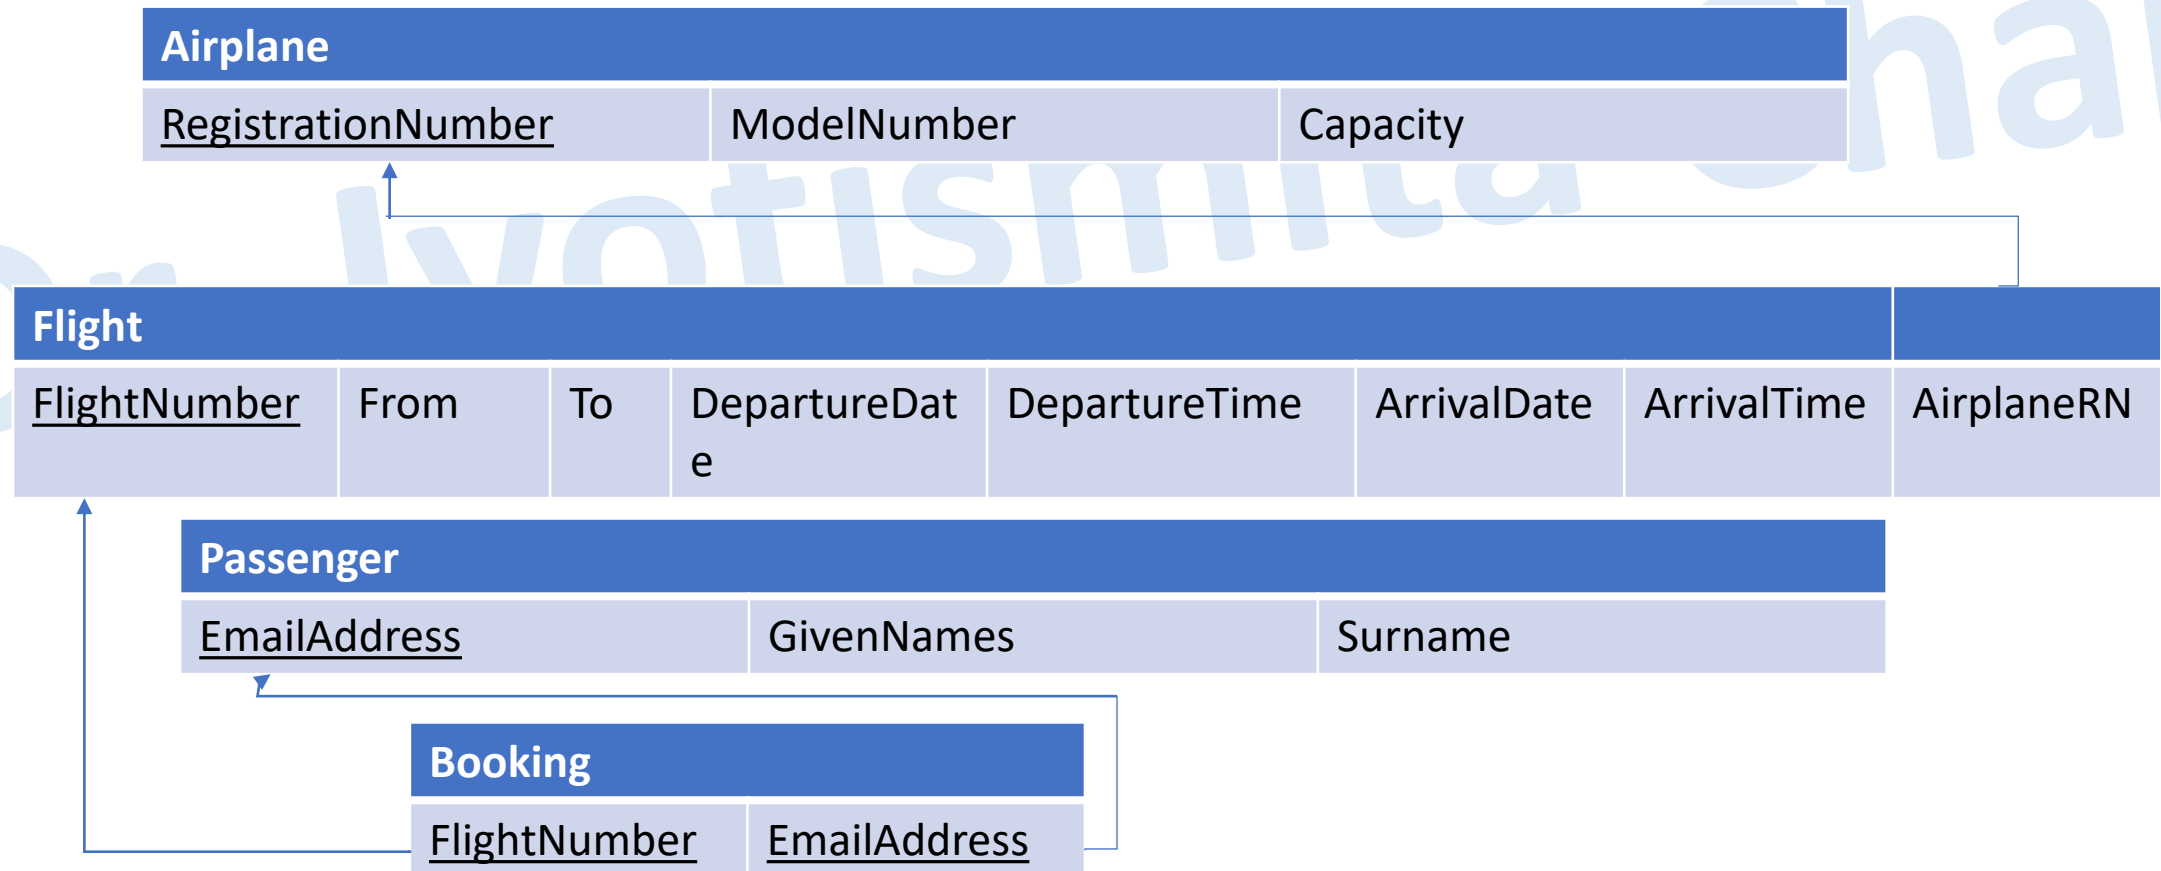 Airplane
RegistrationNumber ModelNumber Capacity
Flight
FlightNumber From To DepartureDat DepartureTime ArrivalDate ArrivalTime AirplaneRN
e
Passenger
EmailAddress GivenNames Surname
Booking
FlightNumber EmailAddress